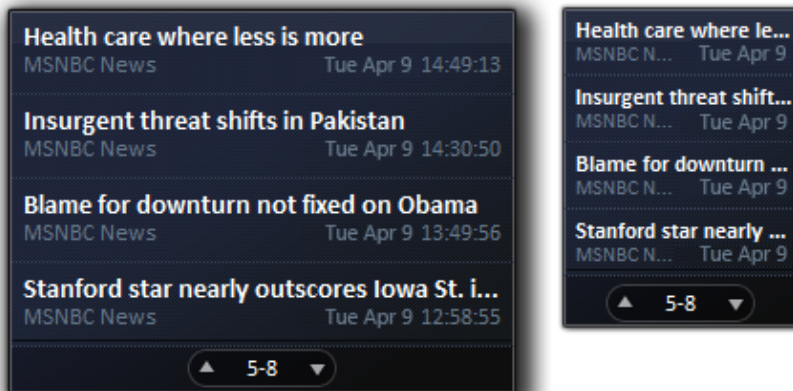 Health care where less is more
MSNBC News Tue Apr 9 14:49:13
Insurgent threat shifts in Pakistan
MSNBC News Tue Apr 9 14:30:50
Blame for downturn not fixed on Obama
MSNBC News Tue Apr 9 13:49:56
Stanford star nearly outscores Iowa St. i...
MSNBC News Tue Apr 9 12:58:55
5-8
Health care where le...
MSNBC N... Tue Apr 9
Insurgent threat shift...
MSNBC N... Tue Apr 9
Blame for downturn ...
MSNBC N... Tue Apr 9
Stanford star nearly ...
MSNBC N... Tue Apr 9
5-8